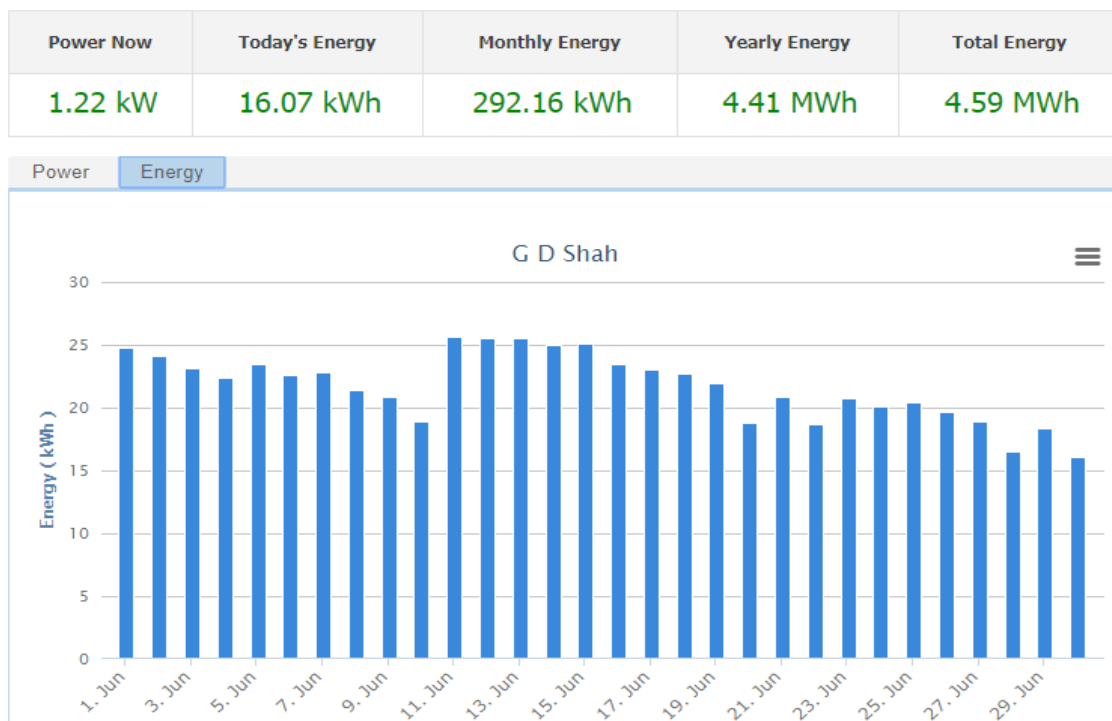 Power Now Today's Energy Monthly Energy Yearly Energy Total Energy
1.22 kW 16.07 kWh 292.16 kWh 4.41 MWh 4.59 MWh
Power Energy
G D Shah
30
25
20
15
10
5
0
Energy ( kWh )
1. Jun 3. Jun 5. Jun 7. Jun 9. Jun 11. Jun 13. Jun 15. Jun 17. Jun 19. Jun 21. Jun 23. Jun 25. Jun 27. Jun 29. Jun